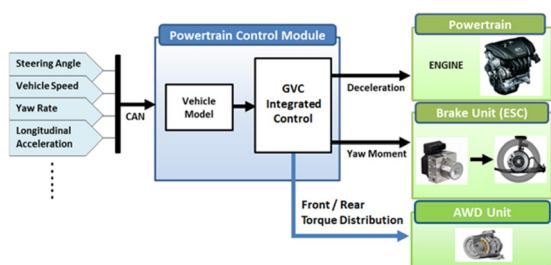 Steering Angle
Vehicle Speed
Yaw Rate
Longitudinal
Acceleration
CAN
Powertrain Control Module
Vehicle
Model
GVC
Integrated
Control
Deceleration
Yaw Moment
Front / Rear
Torque Distribution
Powertrain
ENGINE
Brake Unit (ESC)
AWD Unit